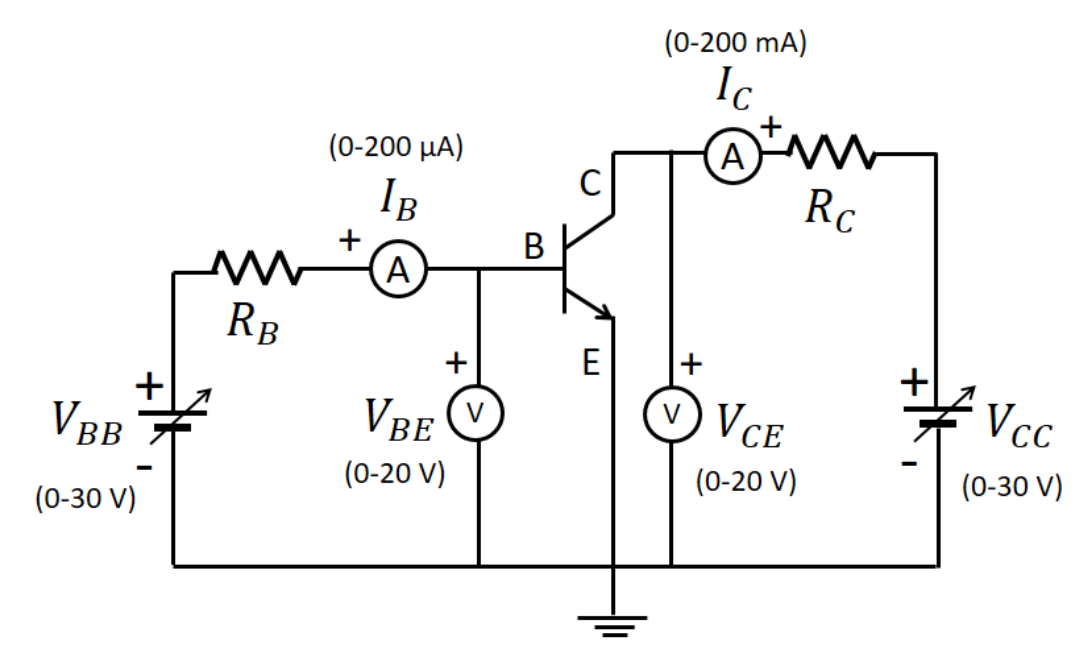 (0-200 mA)
I_C
+
A
R_C
(0-200 µA)
I_B
+
A
C
B
E
R_B
+
V_BB
-
(0-30 V)
+
V
V_BE
(0-20 V)
+
V
V_CE
(0-20 V)
+
V_CC
-
(0-30 V)